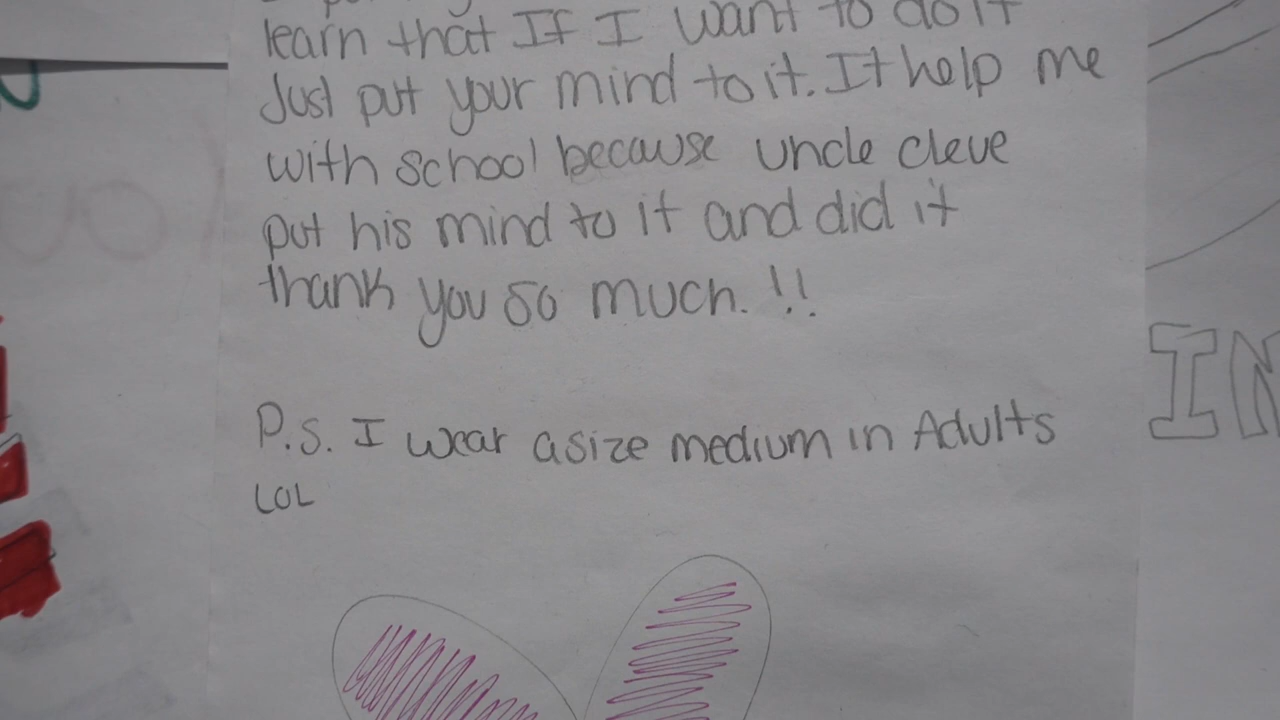 learn that If I want to do it
Just put your mind to it. It help me
with school because uncle cleve
put his mind to it and did it
thank you so much. !!
P.s. I wear a size medium in Adults
LOL
IN